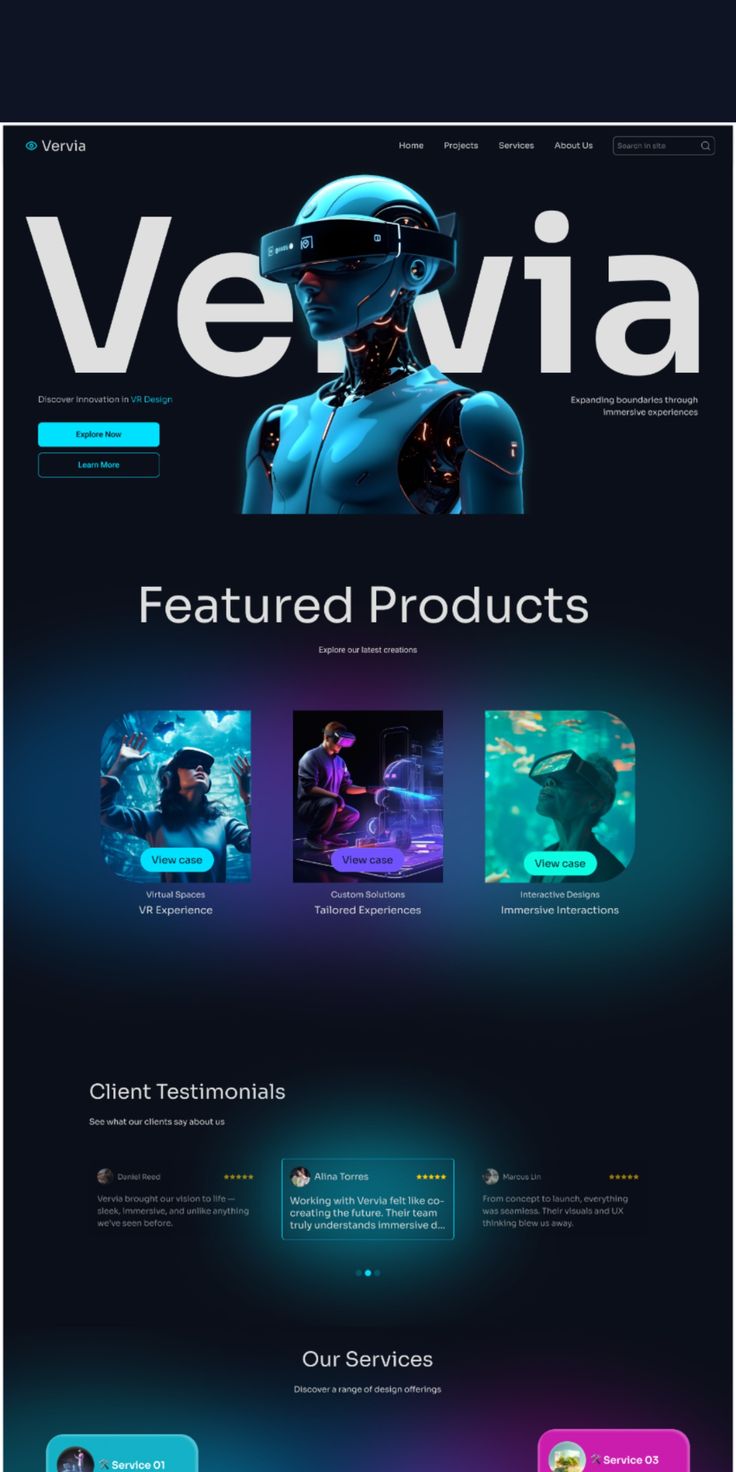 Vervia
Home Projects Services About Us Search in site
Vervia
Discover Innovation in VR Design
Explore Now
Learn More
Expanding boundaries through
immersive experiences
Featured Products
Explore our latest creations
View case
Virtual Spaces
VR Experience
View case
Custom Solutions
Tailored Experiences
View case
Interactive Designs
Immersive Interactions
Client Testimonials
See what our clients say about us
Daniel Reed
Vervia brought our vision to life —
sleek, immersive, and unlike anything
we've seen before.
Alina Torres
Working with Vervia felt like co-
creating the future. Their team
truly understands immersive d...
Marcus Lin
From concept to launch, everything
was seamless. Their visuals and UX
thinking blew us away.
Our Services
Discover a range of design offerings
Service 01
Service 03